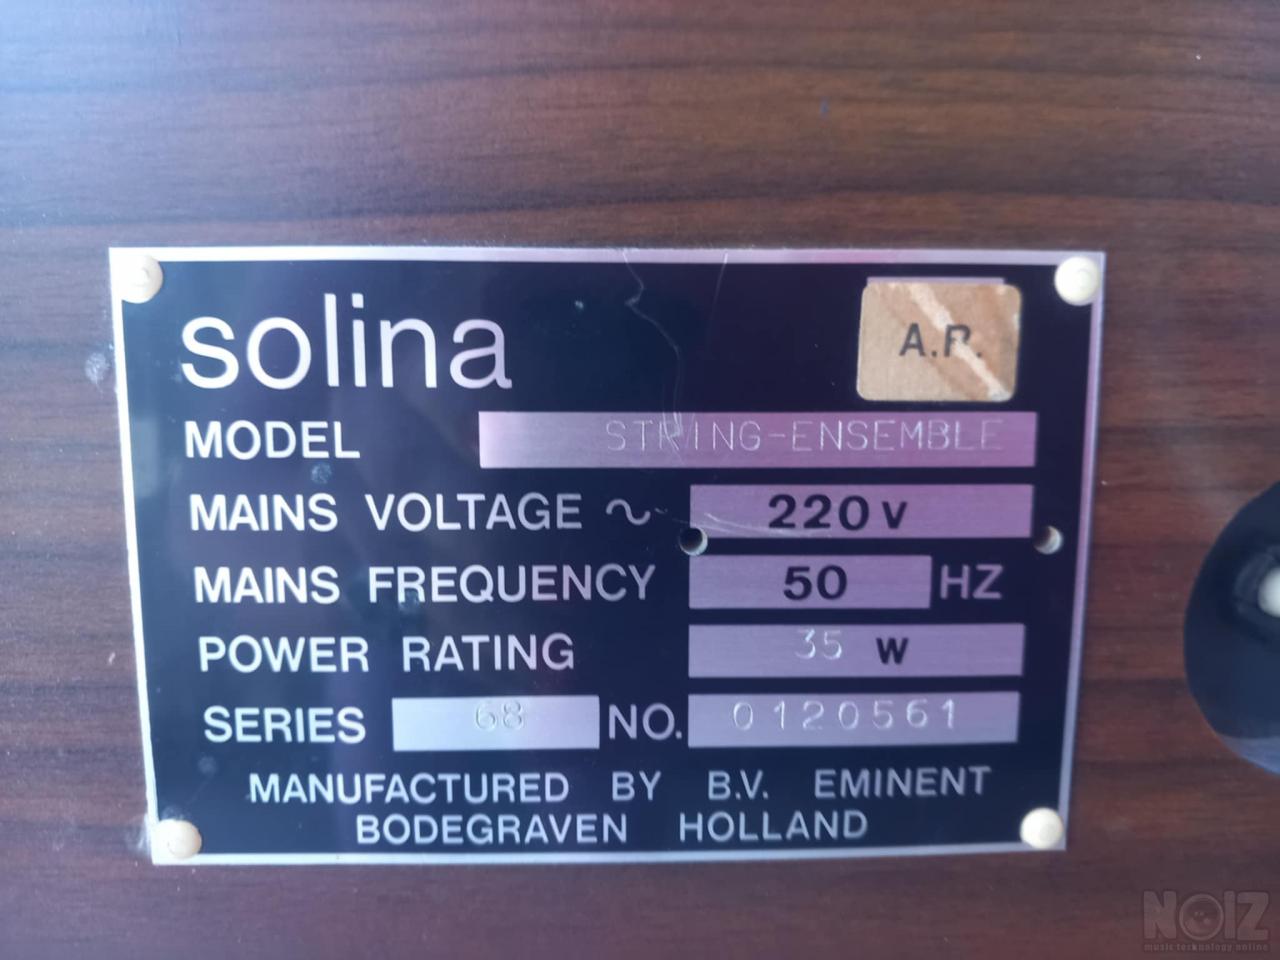 solina
A.R.
MODEL STRING-ENSEMBLE
MAINS VOLTAGE ~ 220 V
MAINS FREQUENCY 50 HZ
POWER RATING 35 W
SERIES 68 NO. 0120561
MANUFACTURED BY B.V. EMINENT
BODEGRAVEN HOLLAND
NOIZ
music technology online